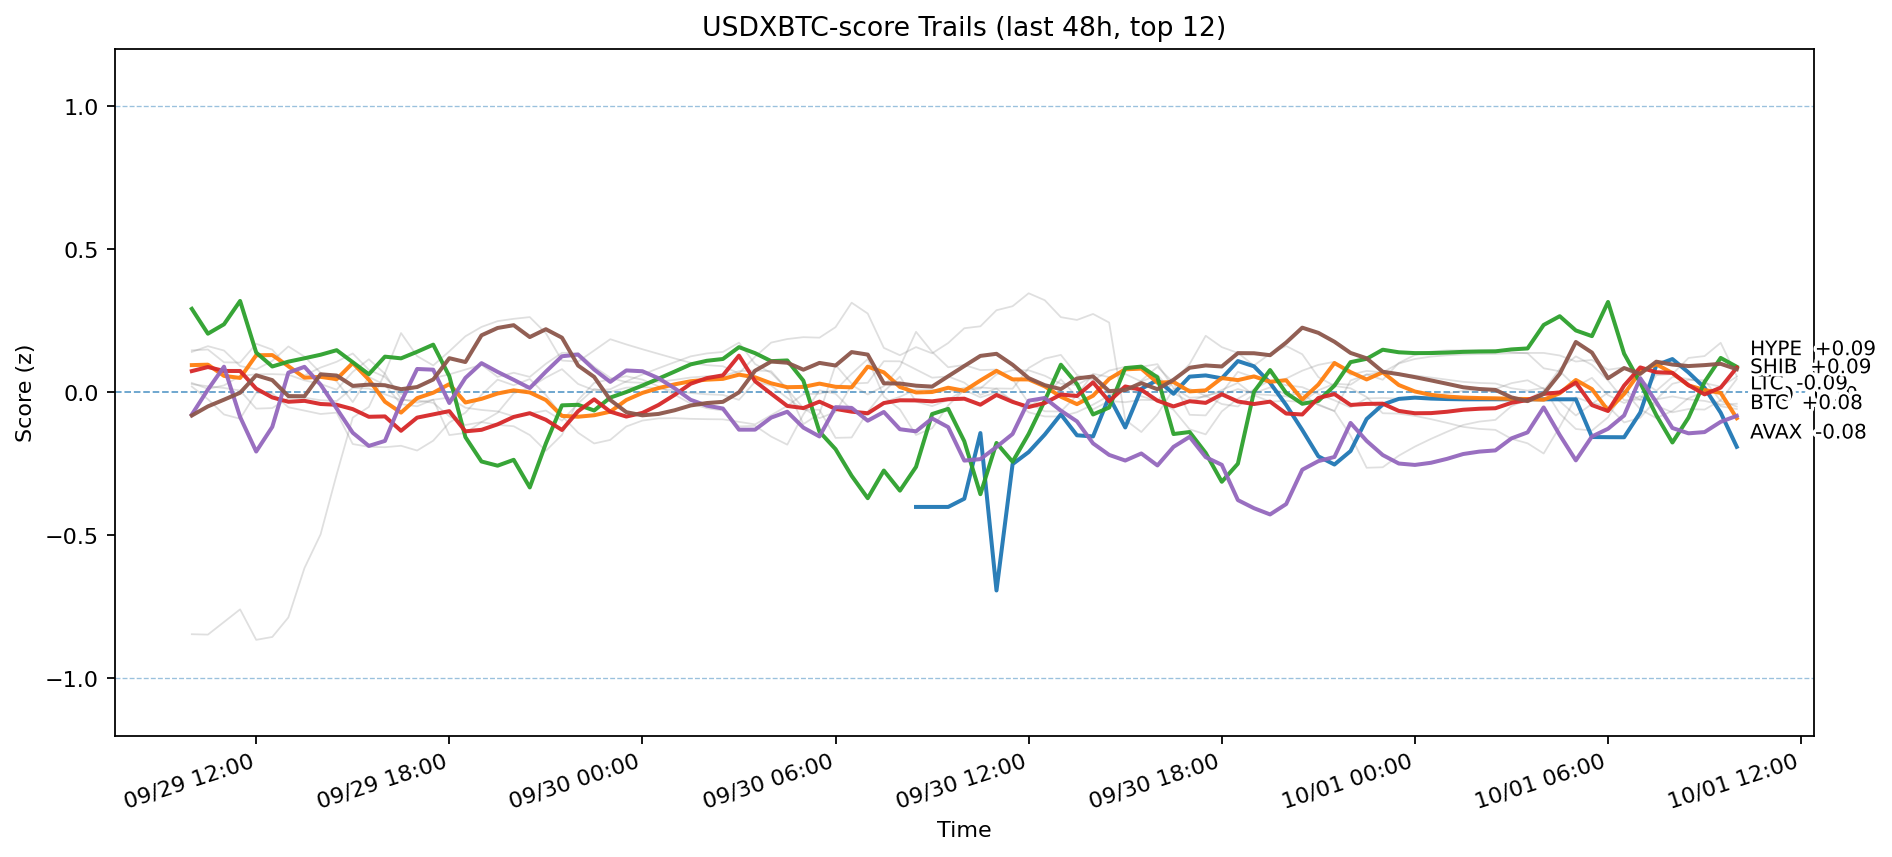 USDXBTC-score Trails (last 48h, top 12)
Score (z)
1.0
0.5
0.0
−0.5
−1.0
HYPE +0.09
SHIB +0.09
LTC -0.09
BTC +0.08
AVAX -0.08
09/29 12:00
09/29 18:00
09/30 00:00
09/30 06:00
09/30 12:00
09/30 18:00
10/01 00:00
10/01 06:00
10/01 12:00
Time